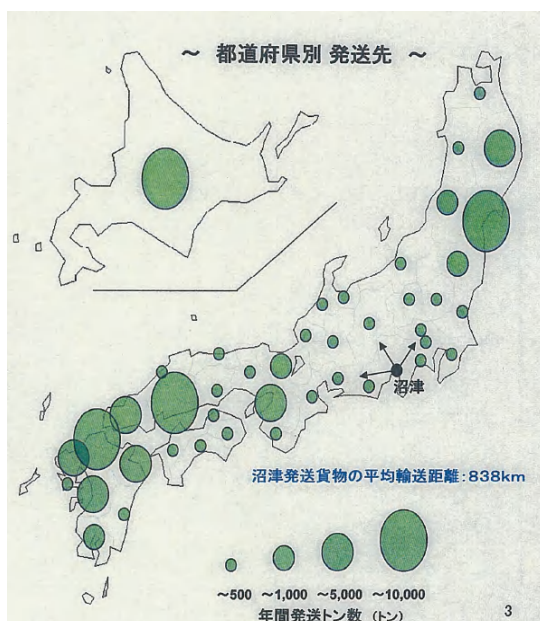 ～ 都道府県別 発送先 ～
沼津
沼津発送貨物の平均輸送距離:838km
～500 ～1,000 ～5,000 ～10,000
年間発送トン数 (トン)
3